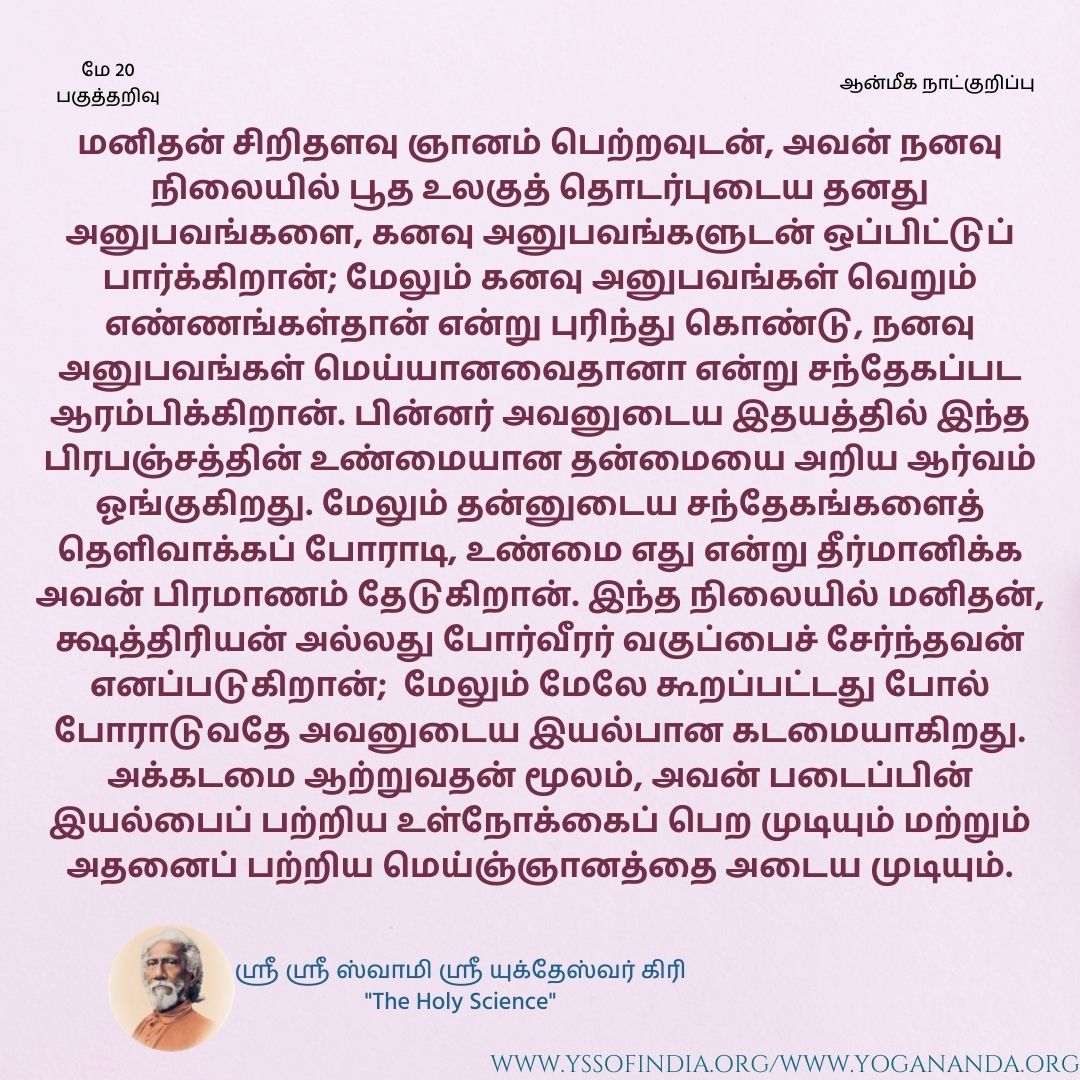 மே 20
பகுத்தறிவு
ஆன்மீக நாட்குறிப்பு
மனிதன் சிறிதளவு ஞானம் பெற்றவுடன், அவன் நனவு
நிலையில் பூத உலகுத் தொடர்புடைய தனது
அனுபவங்களை, கனவு அனுபவங்களுடன் ஒப்பிட்டுப்
பார்க்கிறான்; மேலும் கனவு அனுபவங்கள் வெறும்
எண்ணங்கள்தான் என்று புரிந்து கொண்டு, நனவு
அனுபவங்கள் மெய்யானவைதானா என்று சந்தேகப்பட
ஆரம்பிக்கிறான். பின்னர் அவனுடைய இதயத்தில் இந்த
பிரபஞ்சத்தின் உண்மையான தன்மையை அறிய ஆர்வம்
ஓங்குகிறது. மேலும் தன்னுடைய சந்தேகங்களைத்
தெளிவாக்கப் போராடி, உண்மை எது என்று தீர்மானிக்க
அவன் பிரமாணம் தேடுகிறான். இந்த நிலையில் மனிதன்,
க்ஷத்திரியன் அல்லது போர்வீரர் வகுப்பைச் சேர்ந்தவன்
எனப்படுகிறான்;  மேலும் மேலே கூறப்பட்டது போல்
போராடுவதே அவனுடைய இயல்பான கடமையாகிறது.
அக்கடமை ஆற்றுவதன் மூலம், அவன் படைப்பின்
இயல்பைப் பற்றிய உள்நோக்கைப் பெற முடியும் மற்றும்
அதனைப் பற்றிய மெய்ஞ்ஞானத்தை அடைய முடியும்.
ஸ்ரீ ஸ்ரீ ஸ்வாமி ஸ்ரீ யுக்தேஸ்வர் கிரி
"The Holy Science"
WWW.YSSOFINDIA.ORG/WWW.YOGANANDA.ORG